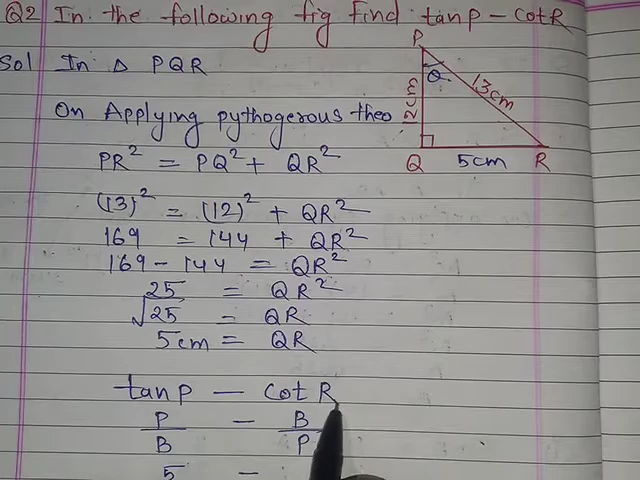 Q2 In the following fig find tan P - cot R
Sol In Δ PQR
P
θ
12 cm
13cm
Q 5cm R
On Applying pythogerous theo
PR² = PQ² + QR²
(13)² = (12)² + QR²
169 = 144 + QR²
169 - 144 = QR²
25 = QR²
√25 = QR
5cm = QR
tan P - cot R
P/B - B/P
5 -